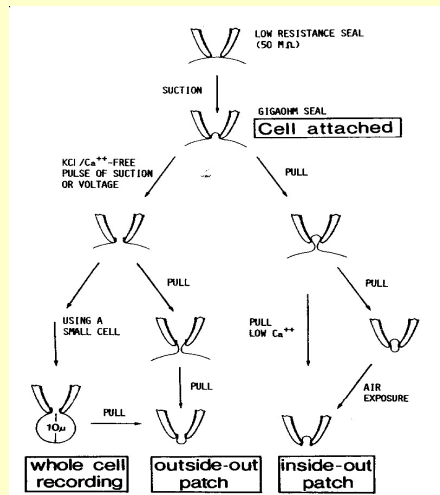 LOW RESISTANCE SEAL
(50 MΩ)
SUCTION
GIGAOHM SEAL
Cell attached
KCl/Ca++-FREE
PULSE OF SUCTION
OR VOLTAGE
PULL
PULL
PULL
USING A
SMALL CELL
PULL
LOW Ca++
PULL
AIR
EXPOSURE
10µ
PULL
whole cell
recording
outside-out
patch
inside-out
patch